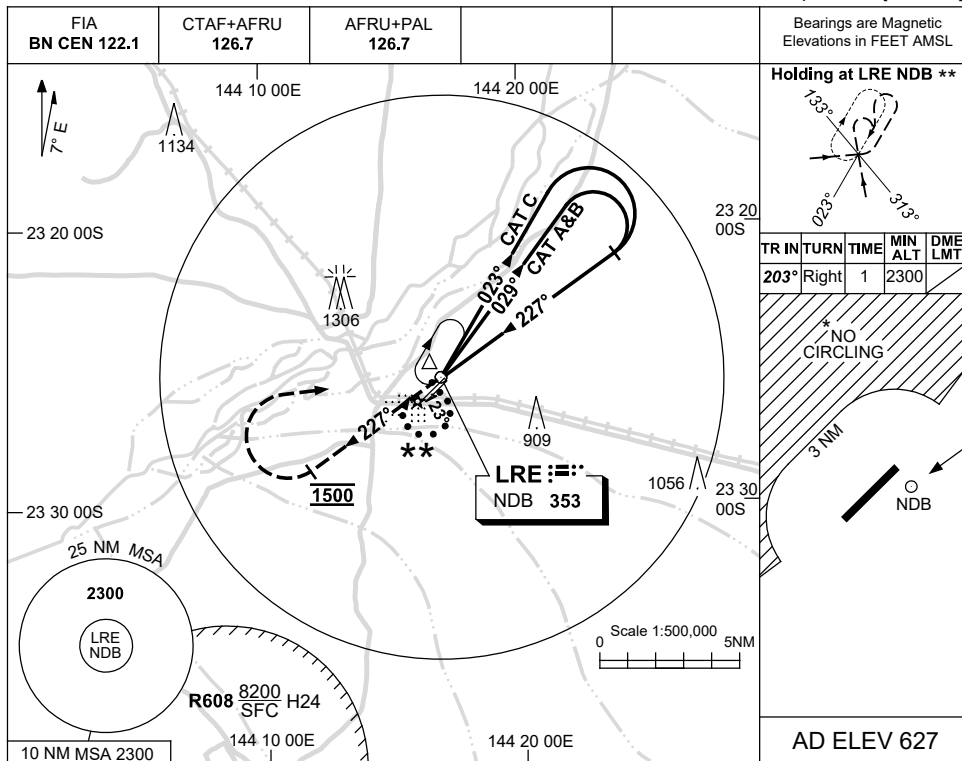 FIA
BN CEN 122.1
CTAF+AFRU
126.7
AFRU+PAL
126.7
Bearings are Magnetic
Elevations in FEET AMSL
7° E
144 10 00E
144 20 00E
1134
23 20 00S
23 20
00S
1306
CAT C
023°
CAT A&B
029°
227°
227°
23°
**
909
1056
1500
LRE
NDB 353
23 30 00S
23 30
00S
25 NM MSA
2300
LRE
NDB
10 NM MSA 2300
R608 8200 H24
SFC
144 10 00E
144 20 00E
Scale 1:500,000
0
5NM
Holding at LRE NDB **
133°
023°
313°
TR IN TURN TIME MIN ALT DME LMT
203° Right 1 2300
* NO
CIRCLING
3 NM
NDB
AD ELEV 627